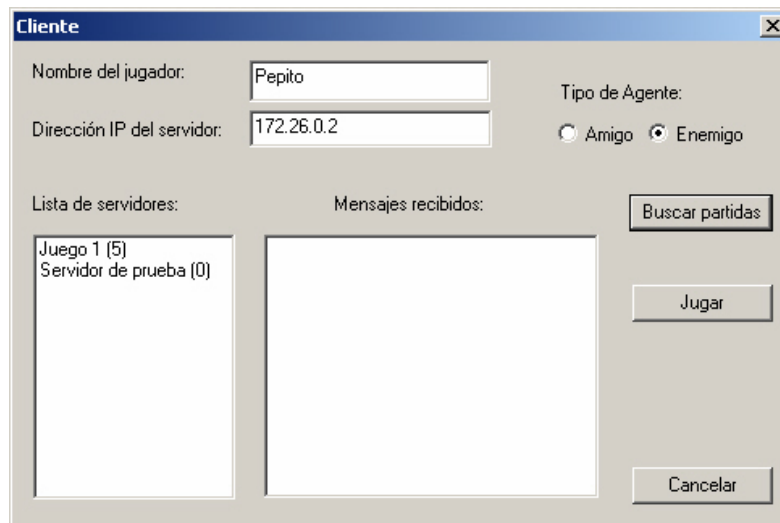 Cliente
Nombre del jugador:
Pepito
Tipo de Agente:
Dirección IP del servidor:
172.26.0.2
Amigo
Enemigo
Lista de servidores:
Mensajes recibidos:
Buscar partidas
Juego 1 (5)
Servidor de prueba (0)
Jugar
Cancelar